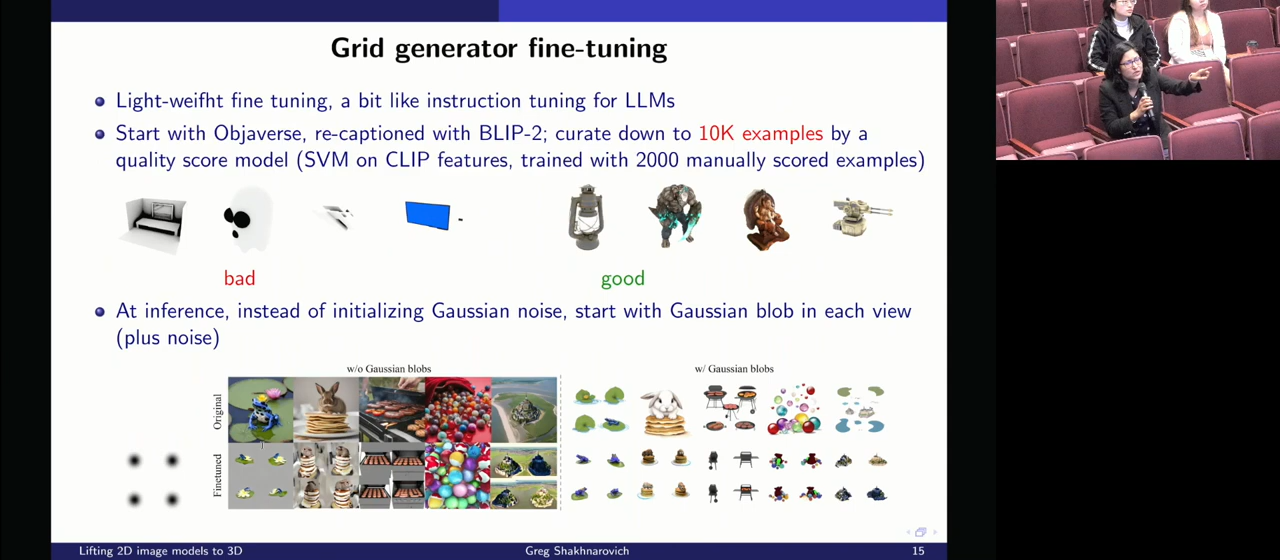 Grid generator fine-tuning
Light-weifht fine tuning, a bit like instruction tuning for LLMs
Start with Objaverse, re-captioned with BLIP-2; curate down to 10K examples by a
quality score model (SVM on CLIP features, trained with 2000 manually scored examples)
bad
good
At inference, instead of initializing Gaussian noise, start with Gaussian blob in each view
(plus noise)
w/o Gaussian blobs
w/ Gaussian blobs
Original
Finetuned
Lifting 2D image models to 3D
Greg Shakhnarovich
15